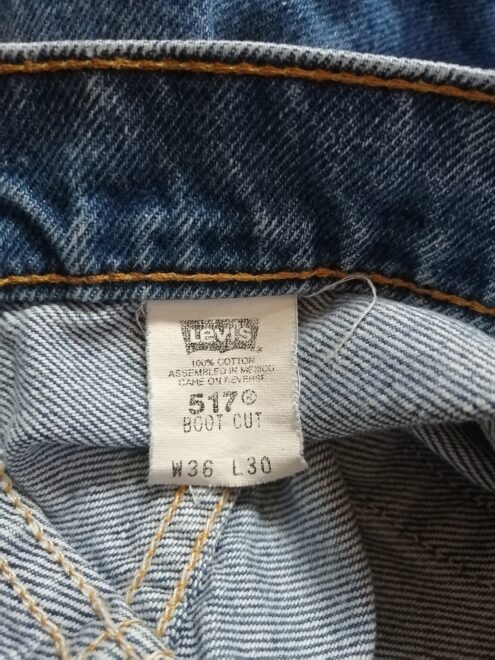 LEVI'S
100% COTTON
ASSEMBLED IN MEXICO
CARE ON REVERSE
517®
BOOT CUT
W36 L30